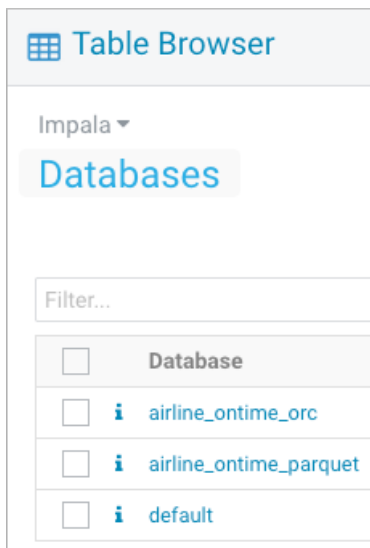 Table Browser
Impala
Databases
Filter...
Database
airline_ontime_orc
airline_ontime_parquet
default